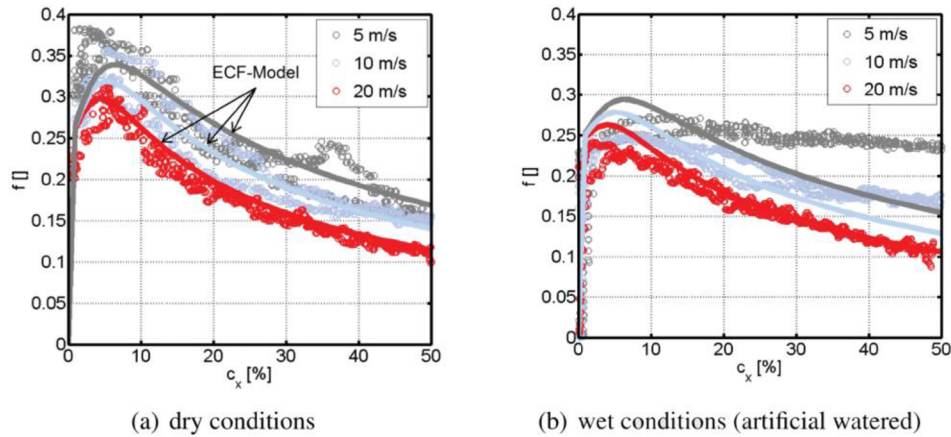 0.4
0.35
0.3
0.25
0.2
0.15
0.1
0.05
0
f []
0 10 20 30 40 50
c_x [%]
ECF-Model
5 m/s
10 m/s
20 m/s
(a) dry conditions
0.4
0.35
0.3
0.25
0.2
0.15
0.1
0.05
0
f []
0 10 20 30 40 50
c_x [%]
5 m/s
10 m/s
20 m/s
(b) wet conditions (artificial watered)